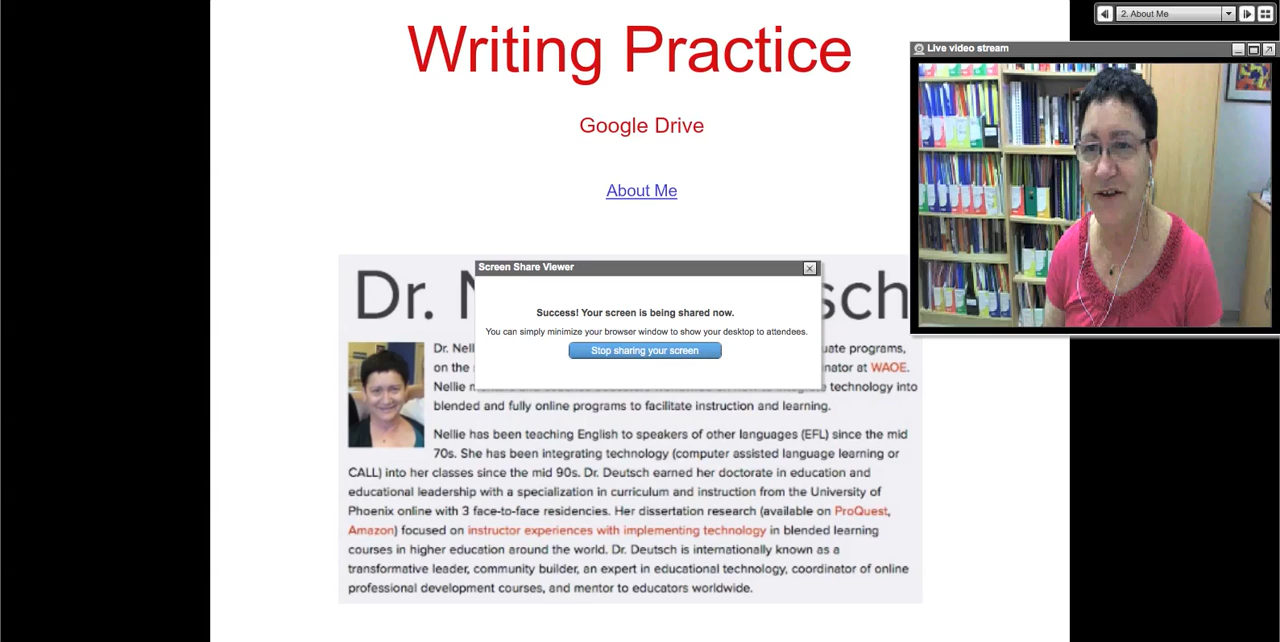 Writing Practice
2. About Me
Live video stream
Google Drive
About Me
Screen Share Viewer
Success! Your screen is being shared now.
You can simply minimize your browser window to show your desktop to attendees.
Stop sharing your screen
Dr. sch
Dr. Nell uate programs,
on the nator at WAOE.
Nellie technology into
blended and fully online programs to facilitate instruction and learning.
Nellie has been teaching English to speakers of other languages (EFL) since the mid
70s. She has been integrating technology (computer assisted language learning or
CALL) into her classes since the mid 90s. Dr. Deutsch earned her doctorate in education and
educational leadership with a specialization in curriculum and instruction from the University of
Phoenix online with 3 face-to-face residencies. Her dissertation research (available on ProQuest,
Amazon) focused on instructor experiences with implementing technology in blended learning
courses in higher education around the world. Dr. Deutsch is internationally known as a
transformative leader, community builder, an expert in educational technology, coordinator of online
professional development courses, and mentor to educators worldwide.